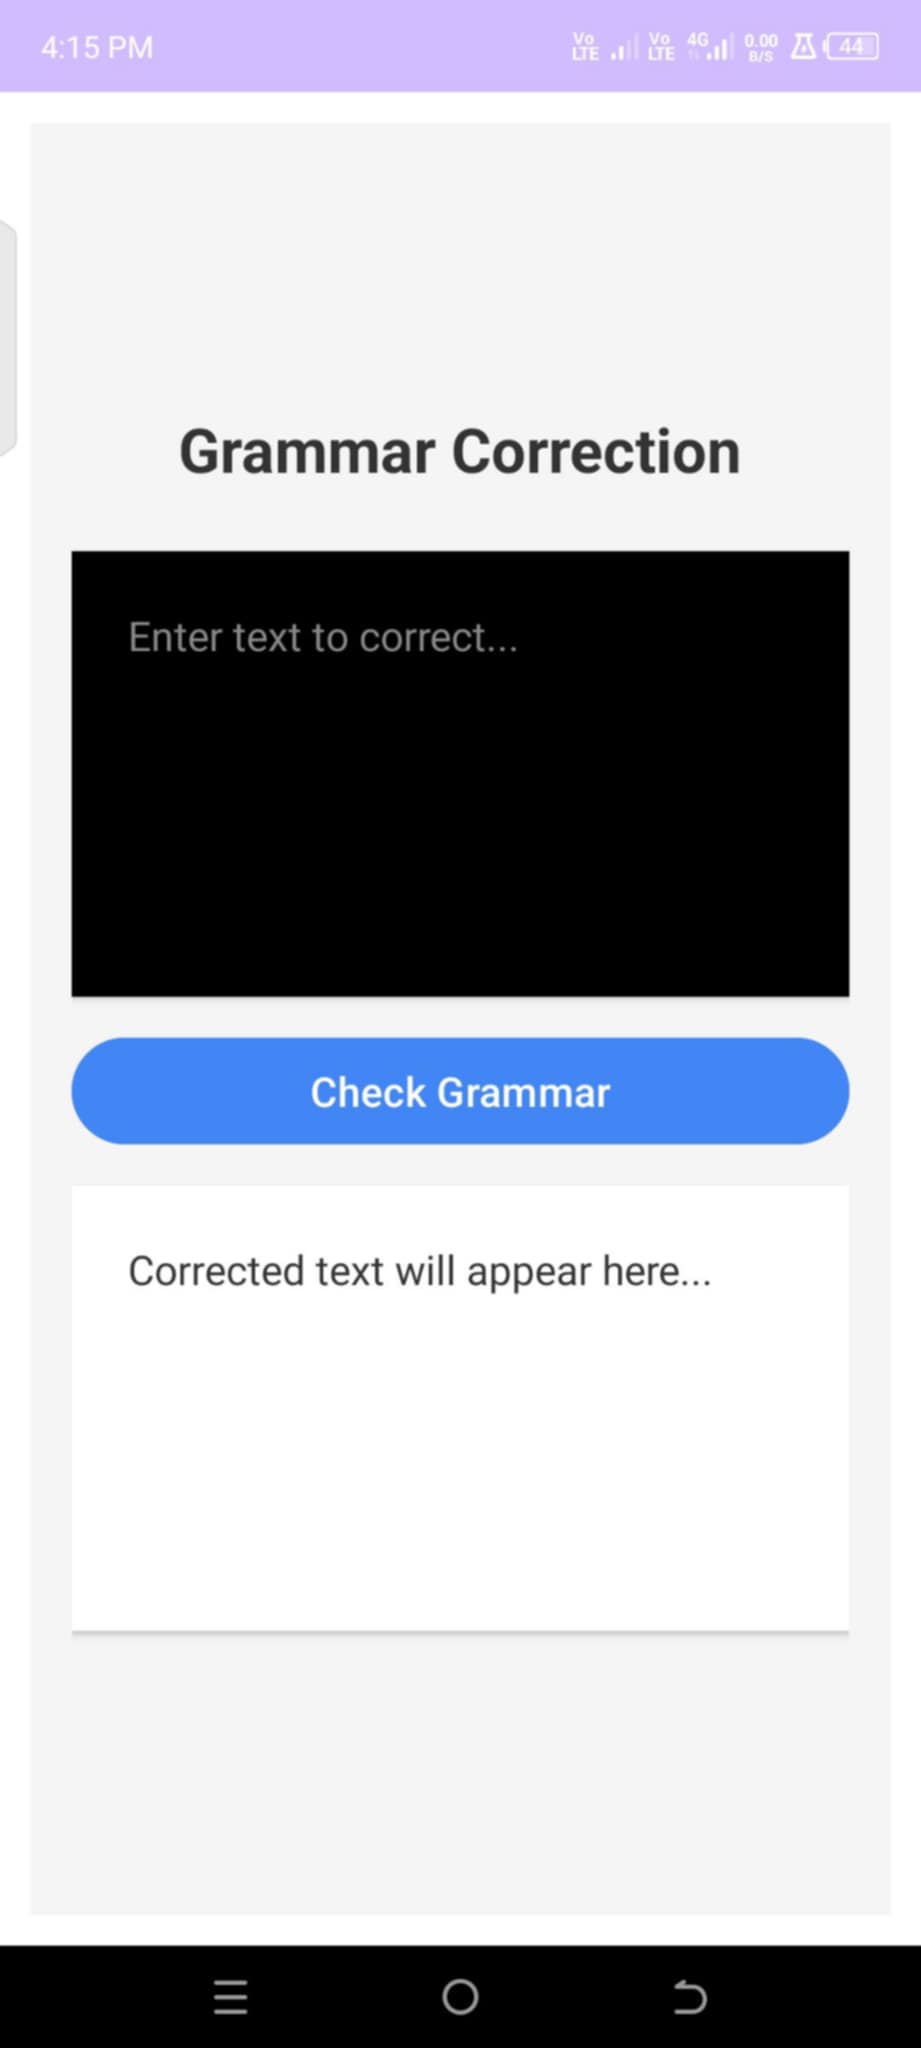 4:15 PM
Vo LTE Vo LTE 4G 0.00 B/S 44
Grammar Correction
Enter text to correct...
Check Grammar
Corrected text will appear here...